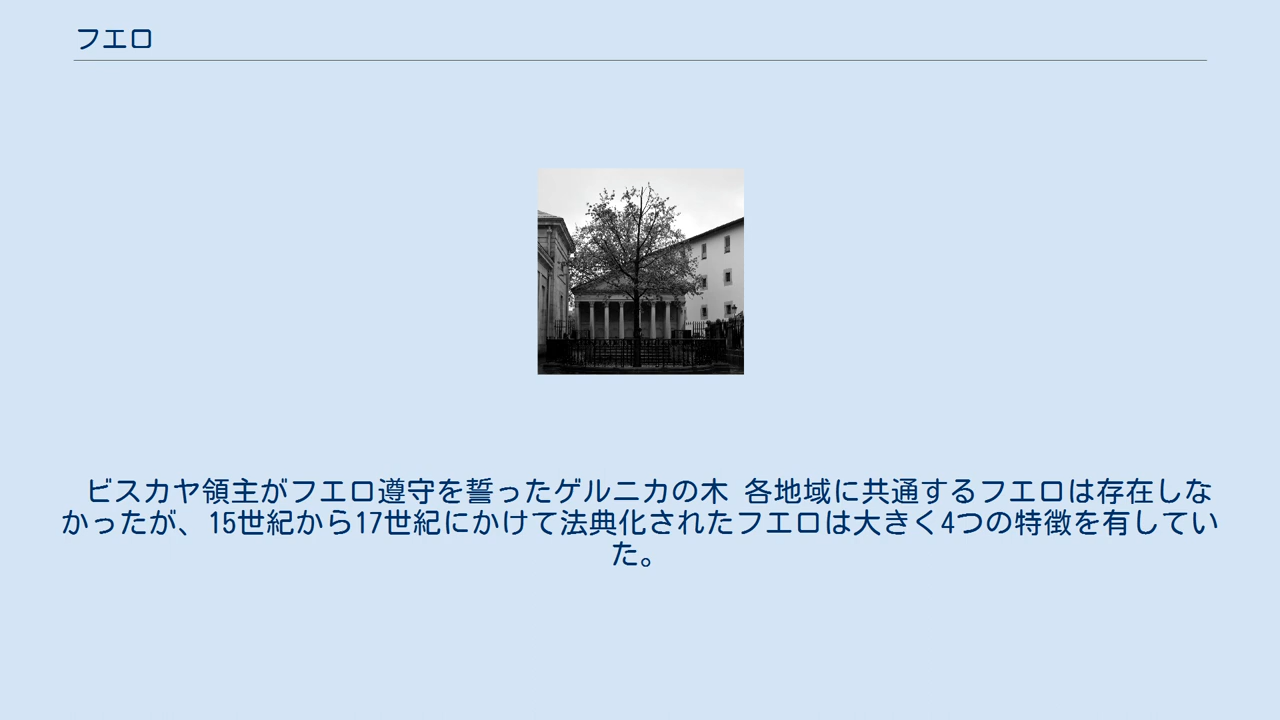 フエロ
ビスカヤ領主がフエロ遵守を誓ったゲルニカの木 各地域に共通するフエロは存在しな
かったが、15世紀から17世紀にかけて法典化されたフエロは大きく4つの特徴を有してい
た。